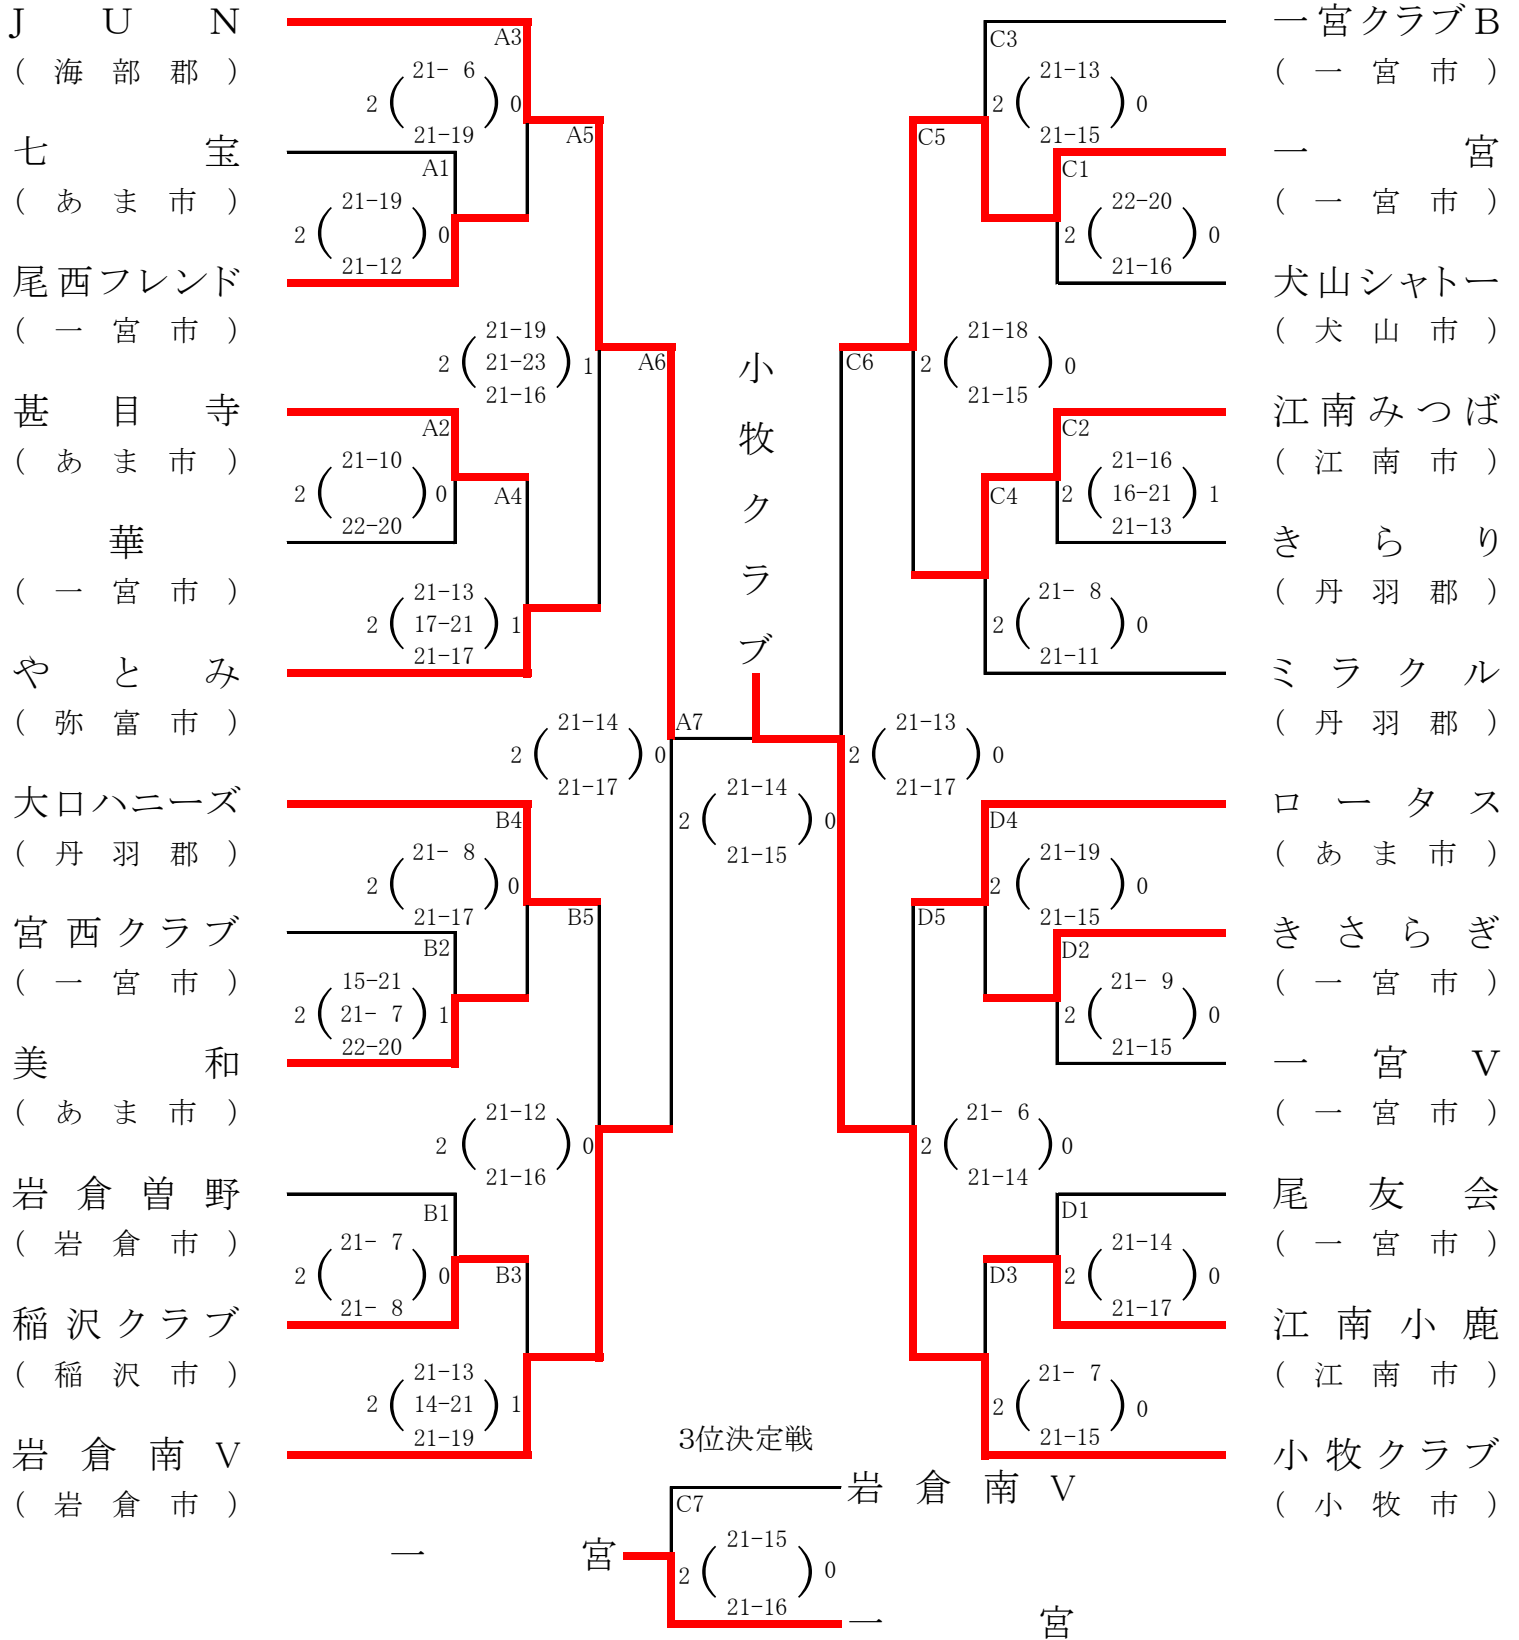 JUN
(海部郡)
七宝
(あま市)
尾西フレンド
(一宮市)
甚目寺
(あま市)
華
(一宮市)
やとみ
(弥富市)
大口ハニーズ
(丹羽郡)
宮西クラブ
(一宮市)
美和
(あま市)
岩倉曽野
(岩倉市)
稲沢クラブ
(稲沢市)
岩倉南V
(岩倉市)
A3
2 ( 21- 6 21-19 ) 0
A1
2 ( 21-19 21-12 ) 0
A5
2 ( 21-19 21-23 21-16 ) 1
A2
2 ( 21-10 22-20 ) 0
A4
2 ( 21-13 17-21 21-17 ) 1
A6
2 ( 21-14 21-17 ) 0
B4
2 ( 21- 8 21-17 ) 0
B2
2 ( 15-21 21- 7 22-20 ) 1
B5
2 ( 21-12 21-16 ) 0
B1
2 ( 21- 7 21- 8 ) 0
B3
2 ( 21-13 14-21 21-19 ) 1
小牧クラブ
A7
2 ( 21-14 21-15 ) 0
C3
2 ( 21-13 21-15 ) 0
C1
2 ( 22-20 21-16 ) 0
C5
2 ( 21-18 21-15 ) 0
C2
2 ( 21-16 16-21 21-13 ) 1
C4
2 ( 21- 8 21-11 ) 0
C6
2 ( 21-13 21-17 ) 0
D4
2 ( 21-19 21-15 ) 0
D2
2 ( 21- 9 21-15 ) 0
D5
2 ( 21- 6 21-14 ) 0
D1
2 ( 21-14 21-17 ) 0
D3
2 ( 21- 7 21-15 ) 0
一宮クラブB
(一宮市)
一宮
(一宮市)
犬山シャトー
(犬山市)
江南みつば
(江南市)
きらり
(丹羽郡)
ミラクル
(丹羽郡)
ロータス
(あま市)
きさらぎ
(一宮市)
一宮V
(一宮市)
尾友会
(一宮市)
江南小鹿
(江南市)
小牧クラブ
(小牧市)
3位決定戦
岩倉南V
C7
一宮
2 ( 21-15 21-16 ) 0
一宮